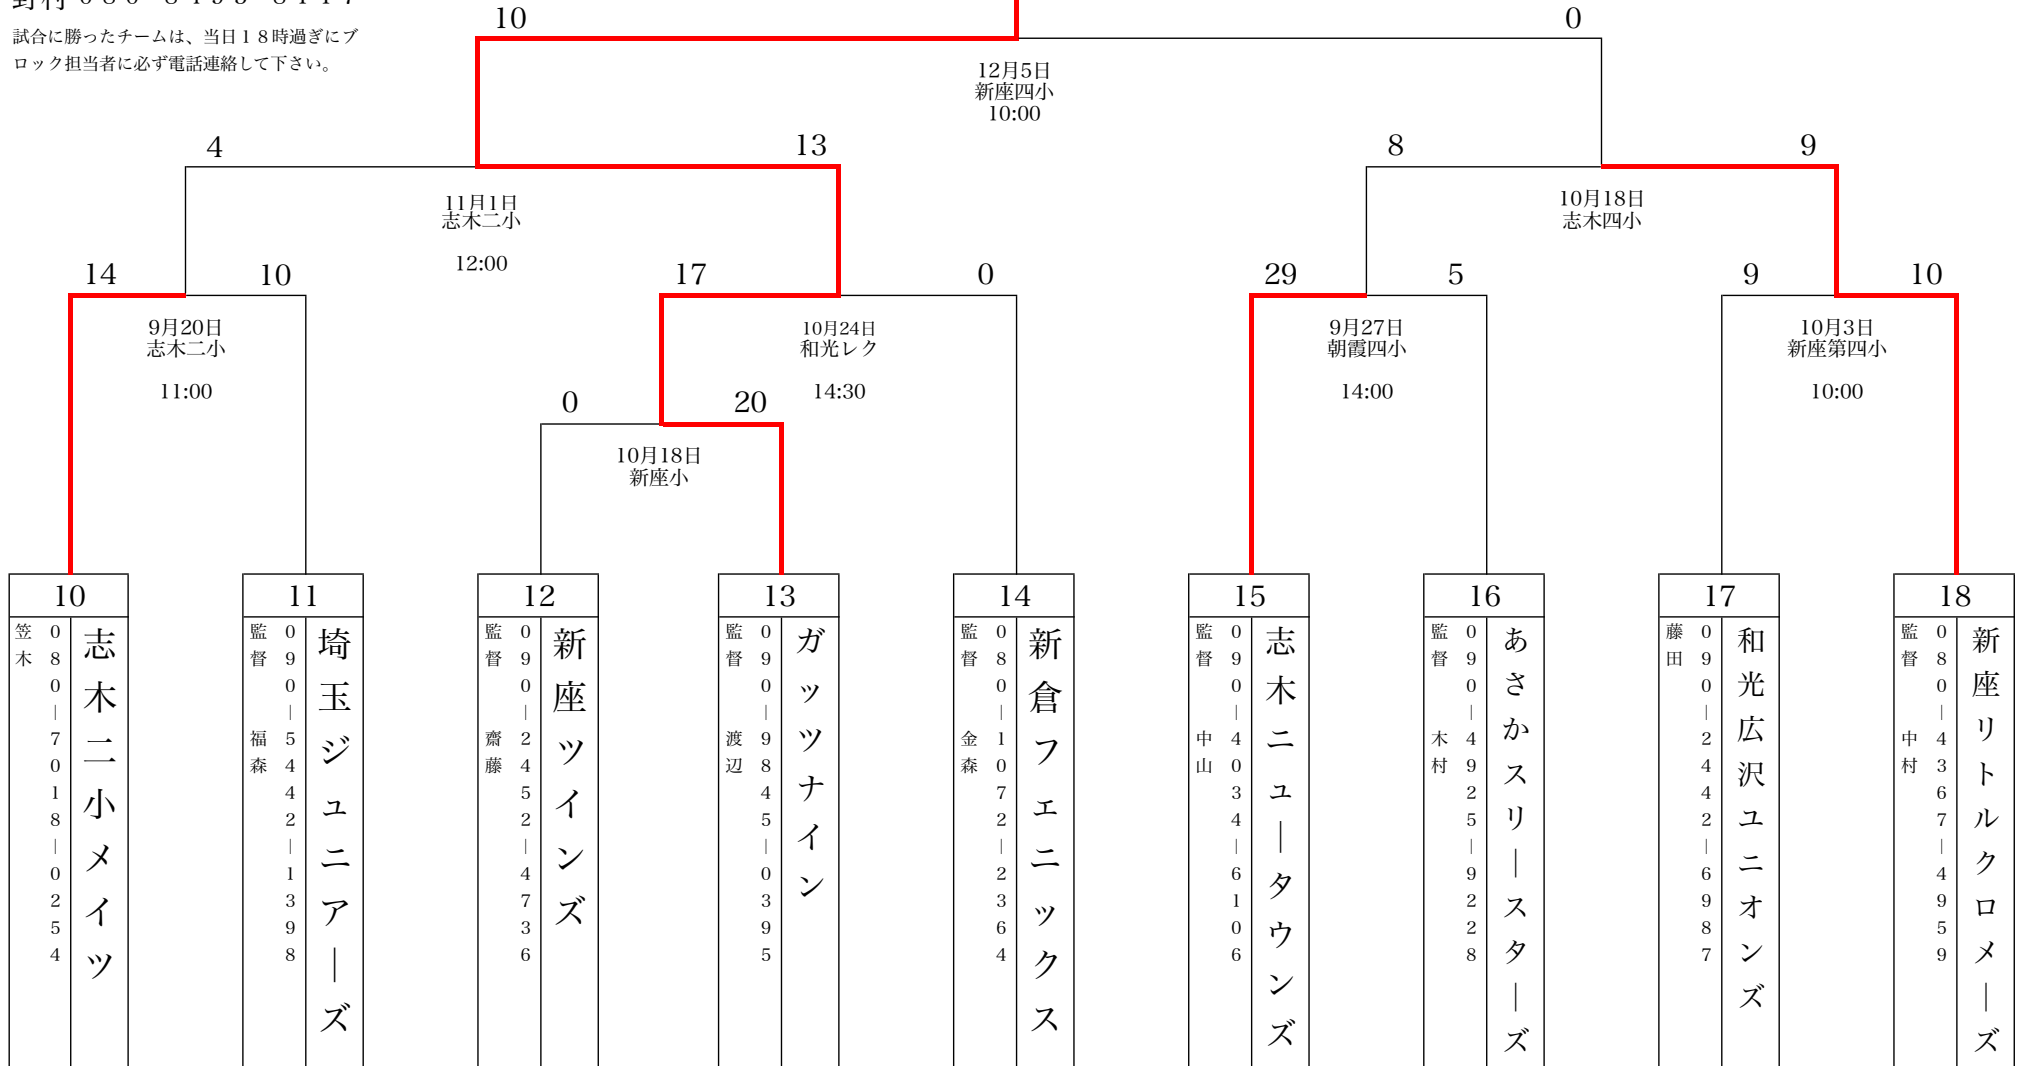 試合に勝ったチームは、当日１８時過ぎにブ
ロック担当者に必ず電話連絡して下さい。
10
0
12月5日
新座四小
10:00
4
13
8
9
11月1日
志木二小
12:00
10月18日
志木四小
14
10
17
0
29
5
9
10
9月20日
志木二小
11:00
10月24日
和光レク
14:30
9月27日
朝霞四小
14:00
10月3日
新座第四小
10:00
0
20
10月18日
新座小
10
志木二小メイツ
080-7018-0254
笠木
11
埼玉ジュニアーズ
090-5442-1398
監督 福森
12
新座ツインズ
090-2452-4736
監督 齋藤
13
ガッツナイン
090-9845-0395
監督 渡辺
14
新倉フェニックス
080-1072-2364
監督 金森
15
志木ニュータウンズ
090-4034-6106
監督 中山
16
あさかスリースターズ
090-4925-9228
監督 木村
17
和光広沢ユニオンズ
090-2442-6987
藤田
18
新座リトルクロメーズ
080-4367-4959
監督 中村